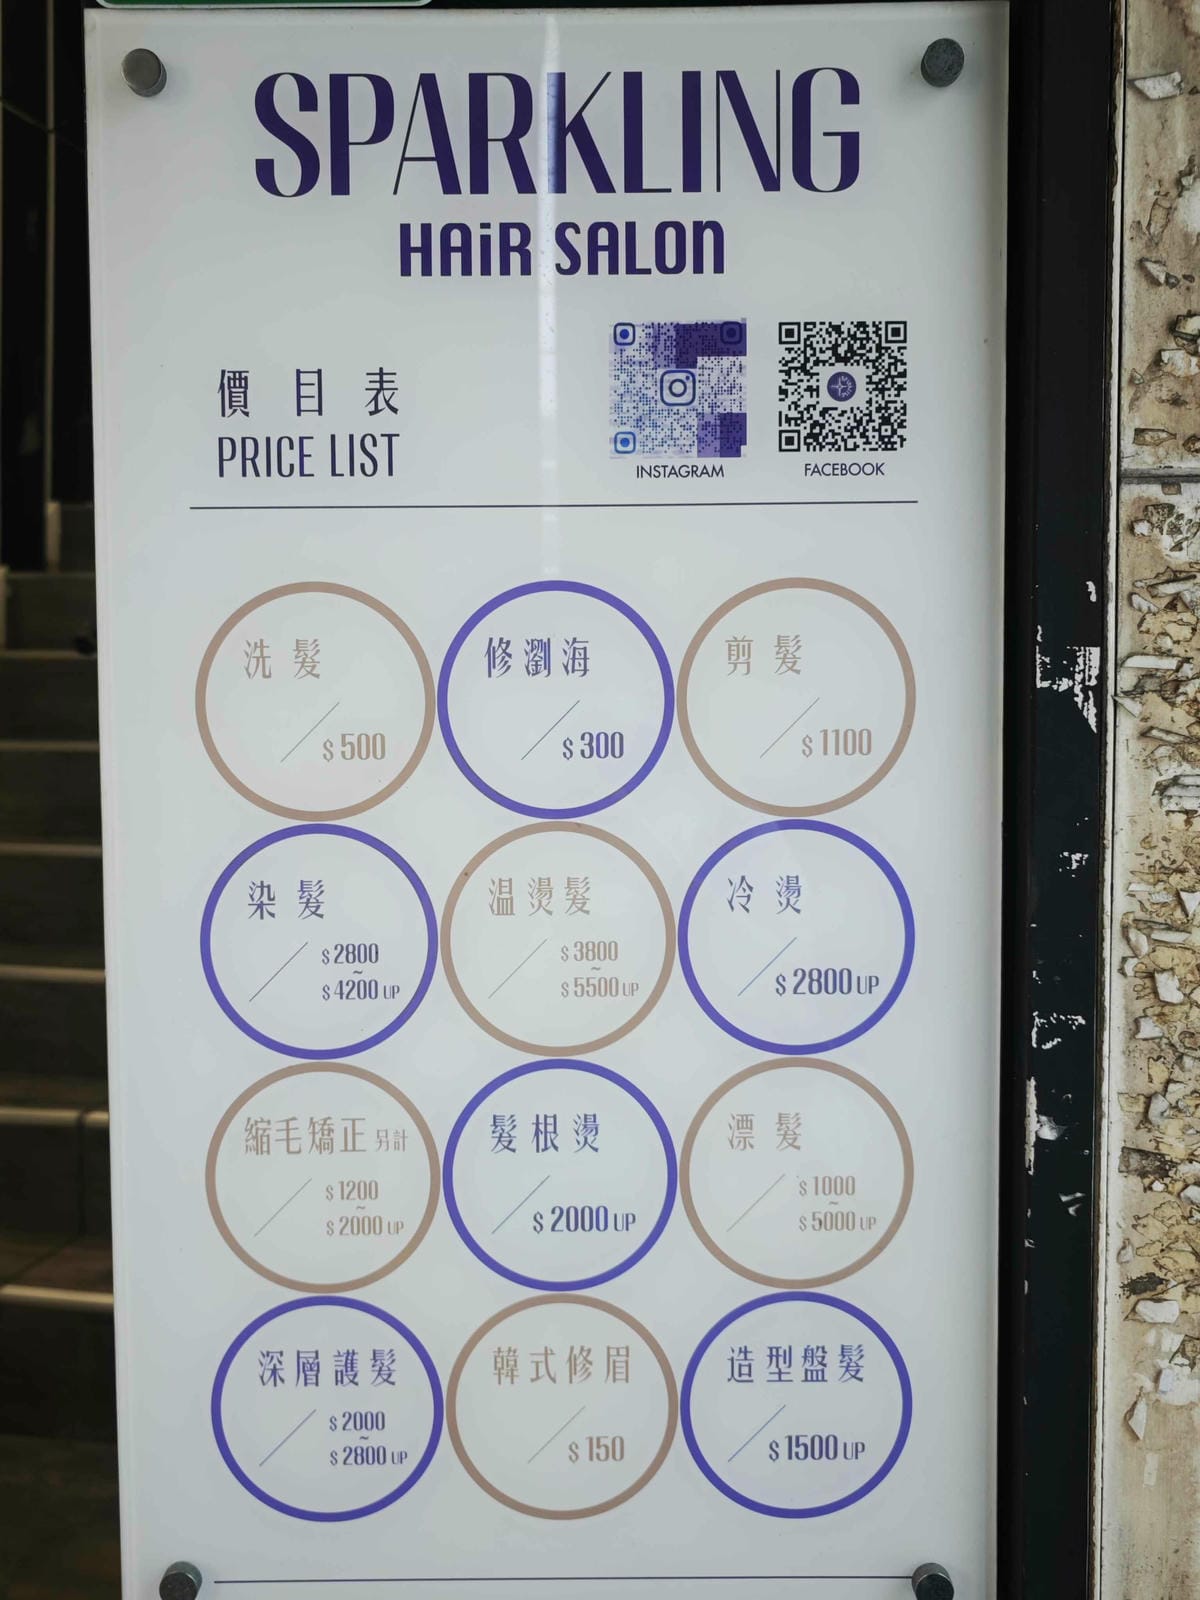 SPARKLING
HAiR SALON
價目表
PRICE LIST
INSTAGRAM
FACEBOOK
洗髮
$500
修瀏海
$300
剪髮
$1100
染髮
$2800
~
$4200 UP
温燙髮
$3800
~
$5500 UP
冷燙
$2800 UP
縮毛矯正 另計
$1200
~
$2000 UP
髮根燙
$2000 UP
漂髮
$1000
~
$5000 UP
深層護髮
$2000
~
$2800 UP
韓式修眉
$150
造型盤髮
$1500 UP